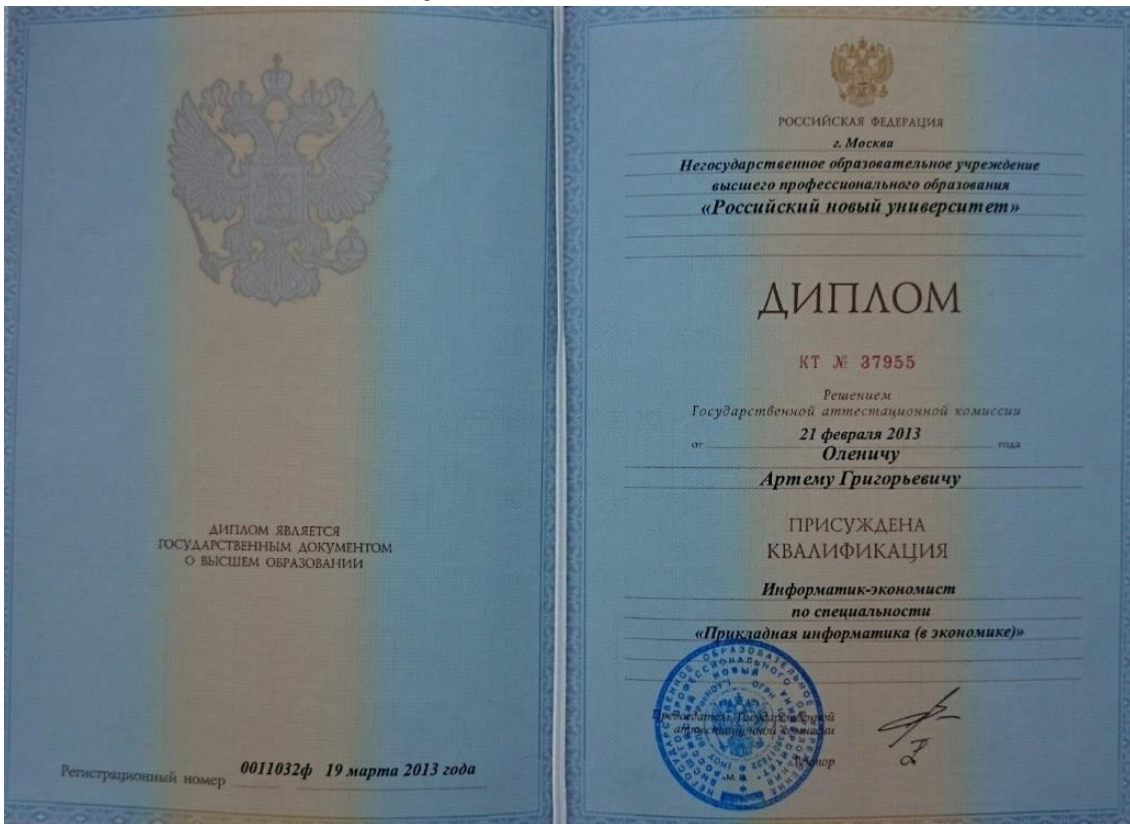 ДИПЛОМ ЯВЛЯЕТСЯ
ГОСУДАРСТВЕННЫМ ДОКУМЕНТОМ
О ВЫСШЕМ ОБРАЗОВАНИИ
Регистрационный номер 0011032ф 19 марта 2013 года
РОССИЙСКАЯ ФЕДЕРАЦИЯ
г. Москва
Негосударственное образовательное учреждение
высшего профессионального образования
«Российский новый университет»
ДИПЛОМ
КТ № 37955
Решением
Государственной аттестационной комиссии
от 21 февраля 2013 года
Оленичу
Артему Григорьевичу
ПРИСУЖДЕНА
КВАЛИФИКАЦИЯ
Информатик-экономист
по специальности
«Прикладная информатика (в экономике)»
Председатель Государственной
аттестационной комиссии
Ректор
М.П.